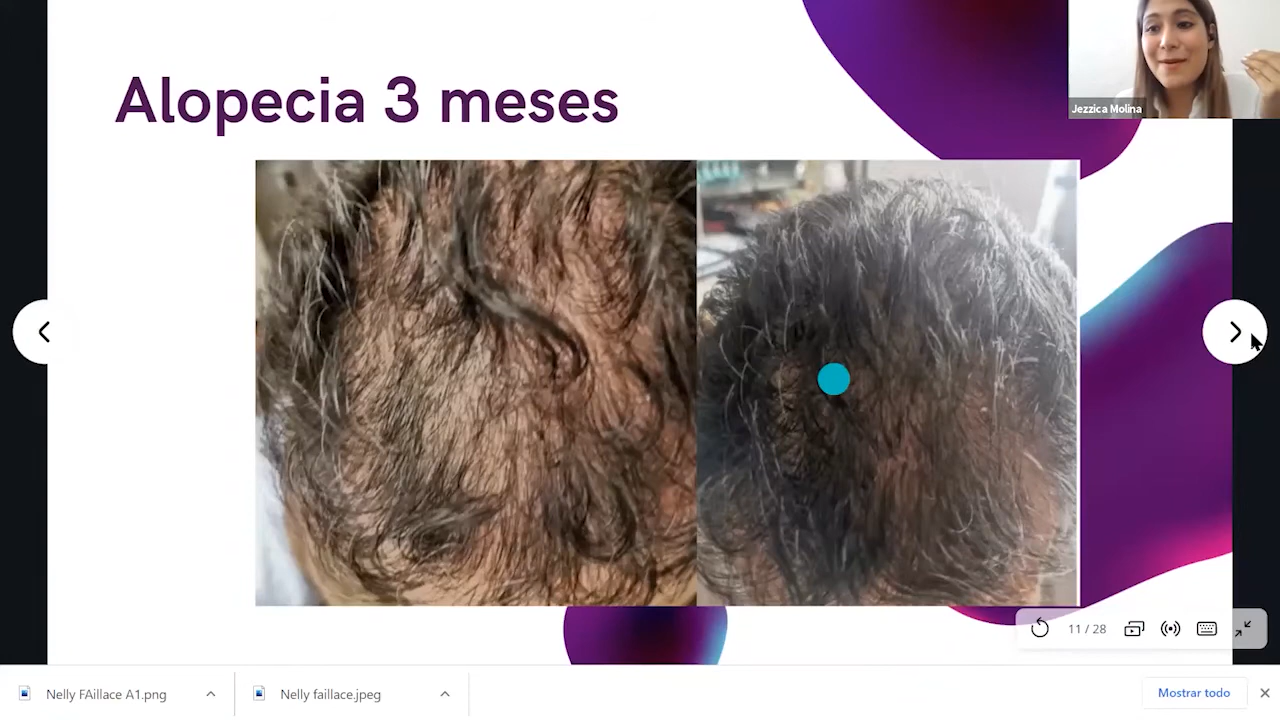 Alopecia 3 meses
Jezzica Molina
11 / 28
Nelly FAillace A1.png
Nelly faillace.jpeg
Mostrar todo